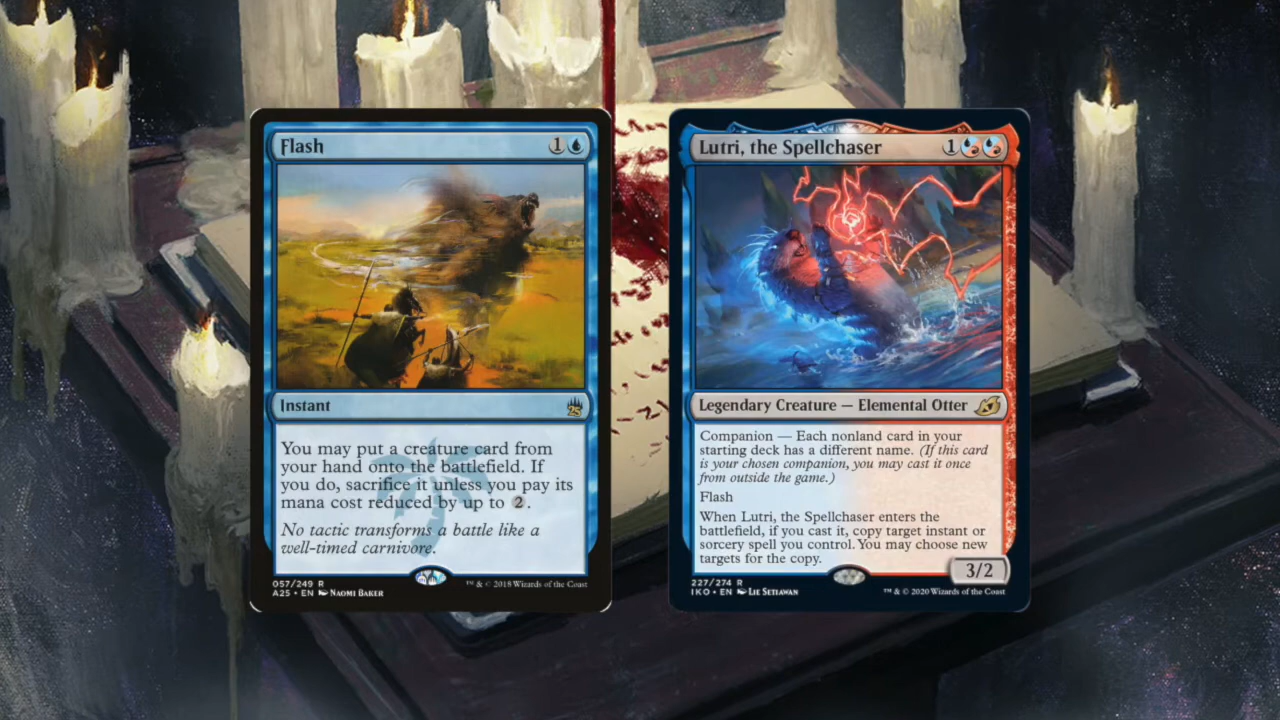 Flash
1
Instant
25
You may put a creature card from
your hand onto the battlefield. If
you do, sacrifice it unless you pay its
mana cost reduced by up to 2.
No tactic transforms a battle like a
well-timed carnivore.
057/249 R
A25 • EN Naomi Baker
™ & © 2018 Wizards of the Coast
Lutri, the Spellchaser
1
Legendary Creature — Elemental Otter
Companion — Each nonland card in your
starting deck has a different name. (If this card
is your chosen companion, you may cast it once
from outside the game.)
Flash
When Lutri, the Spellchaser enters the
battlefield, if you cast it, copy target instant or
sorcery spell you control. You may choose new
targets for the copy.
3/2
227/274 R
IKO • EN Lie Setiawan
™ & © 2020 Wizards of the Coast